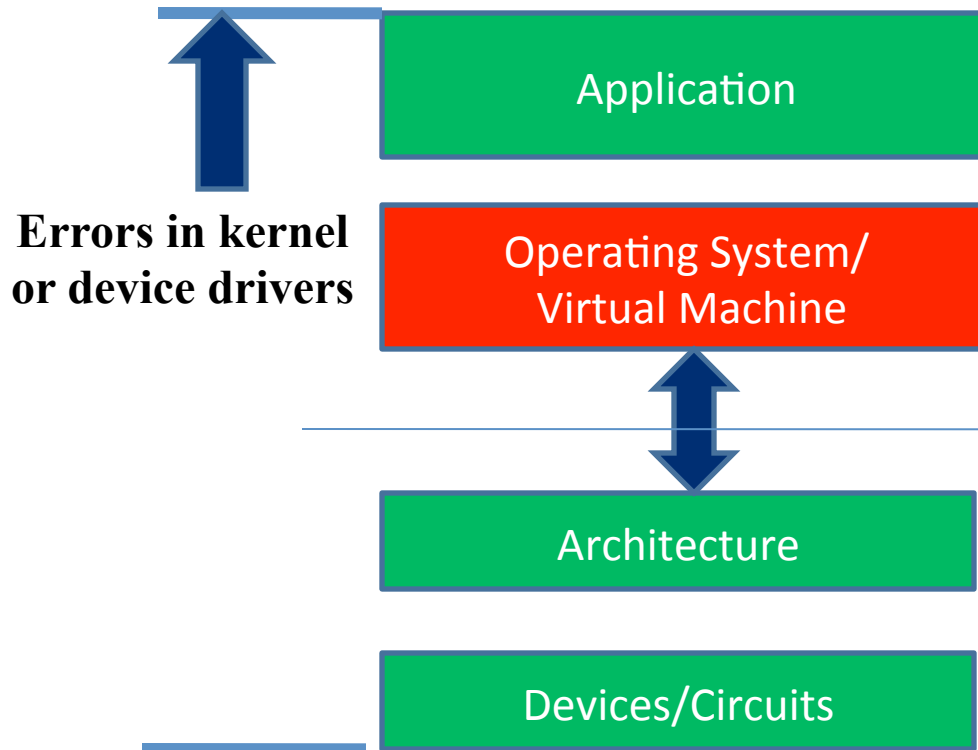 Application
Errors in kernel
or device drivers
Operating System/
Virtual Machine
Architecture
Devices/Circuits